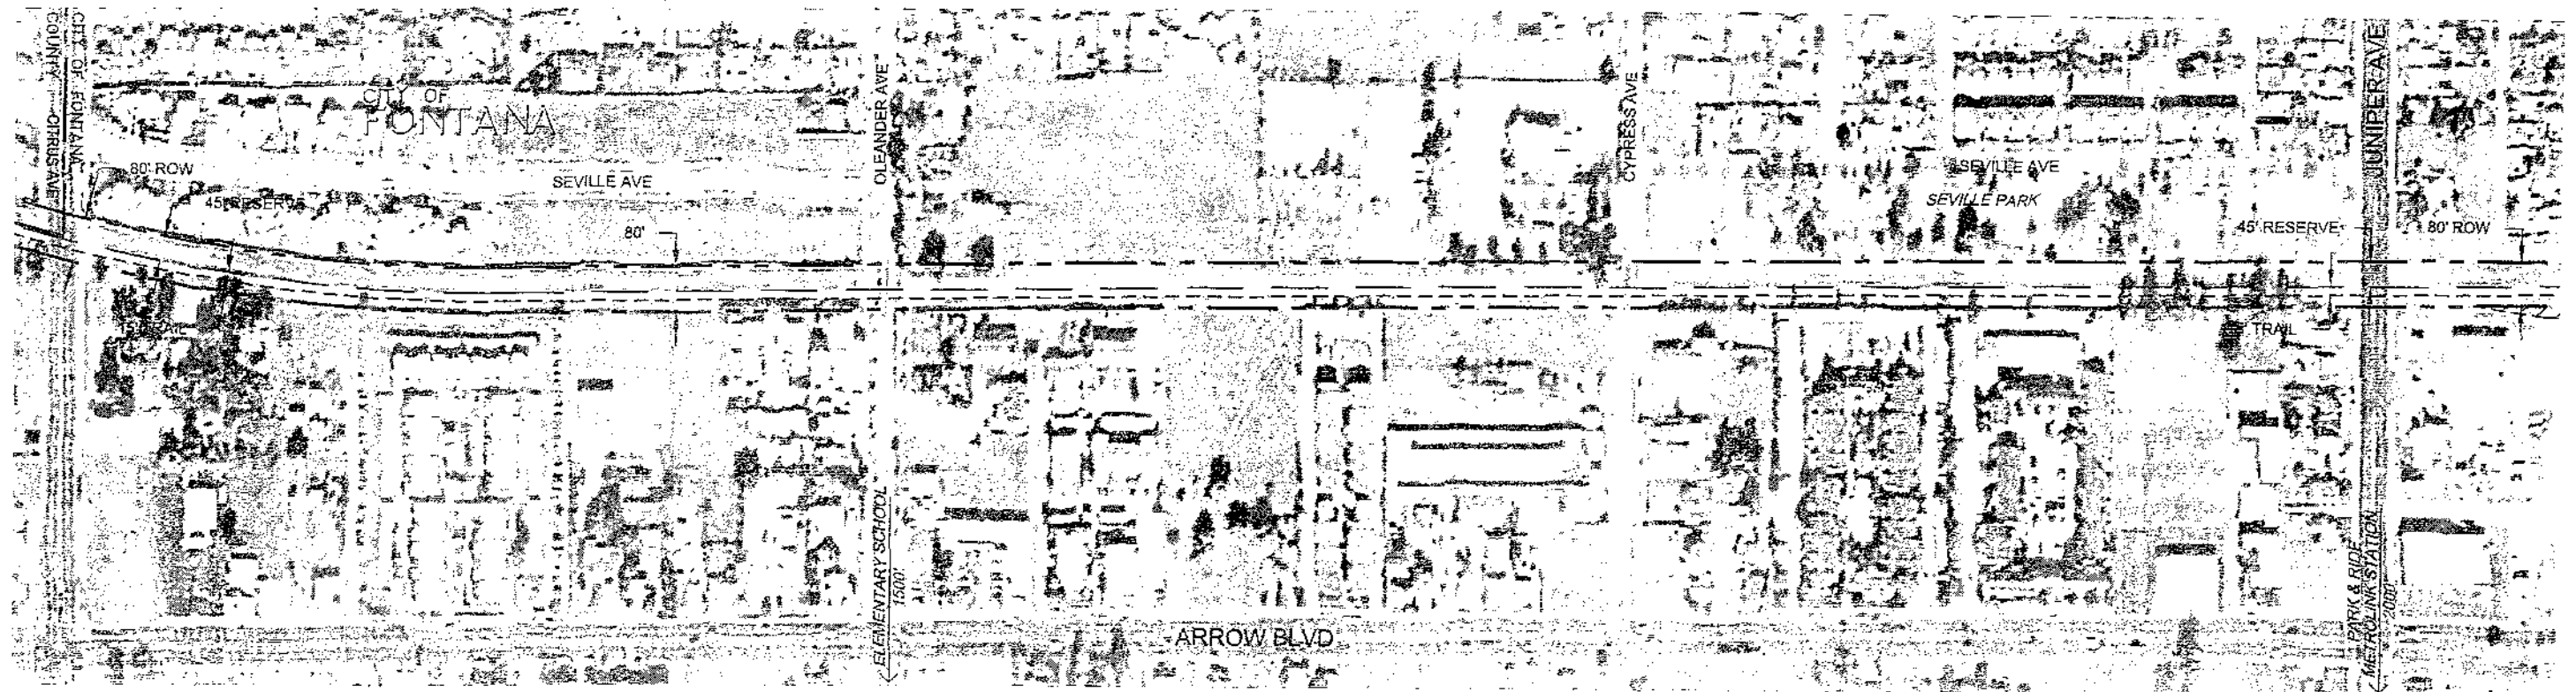 COUNTY
CITRUS AVE
CITY OF FONTANA
CITY OF
FONTANA
80' ROW
45' RESERVE
SEVILLE AVE
80'
OLEANDER AVE
CYPRESS AVE
SEVILLE AVE
SEVILLE PARK
JUNIPER AVE
45' RESERVE
80' ROW
TRAIL
TRAIL
ELEMENTARY SCHOOL
1500'
ARROW BLVD
PARK & RIDE
METROLINK STATION